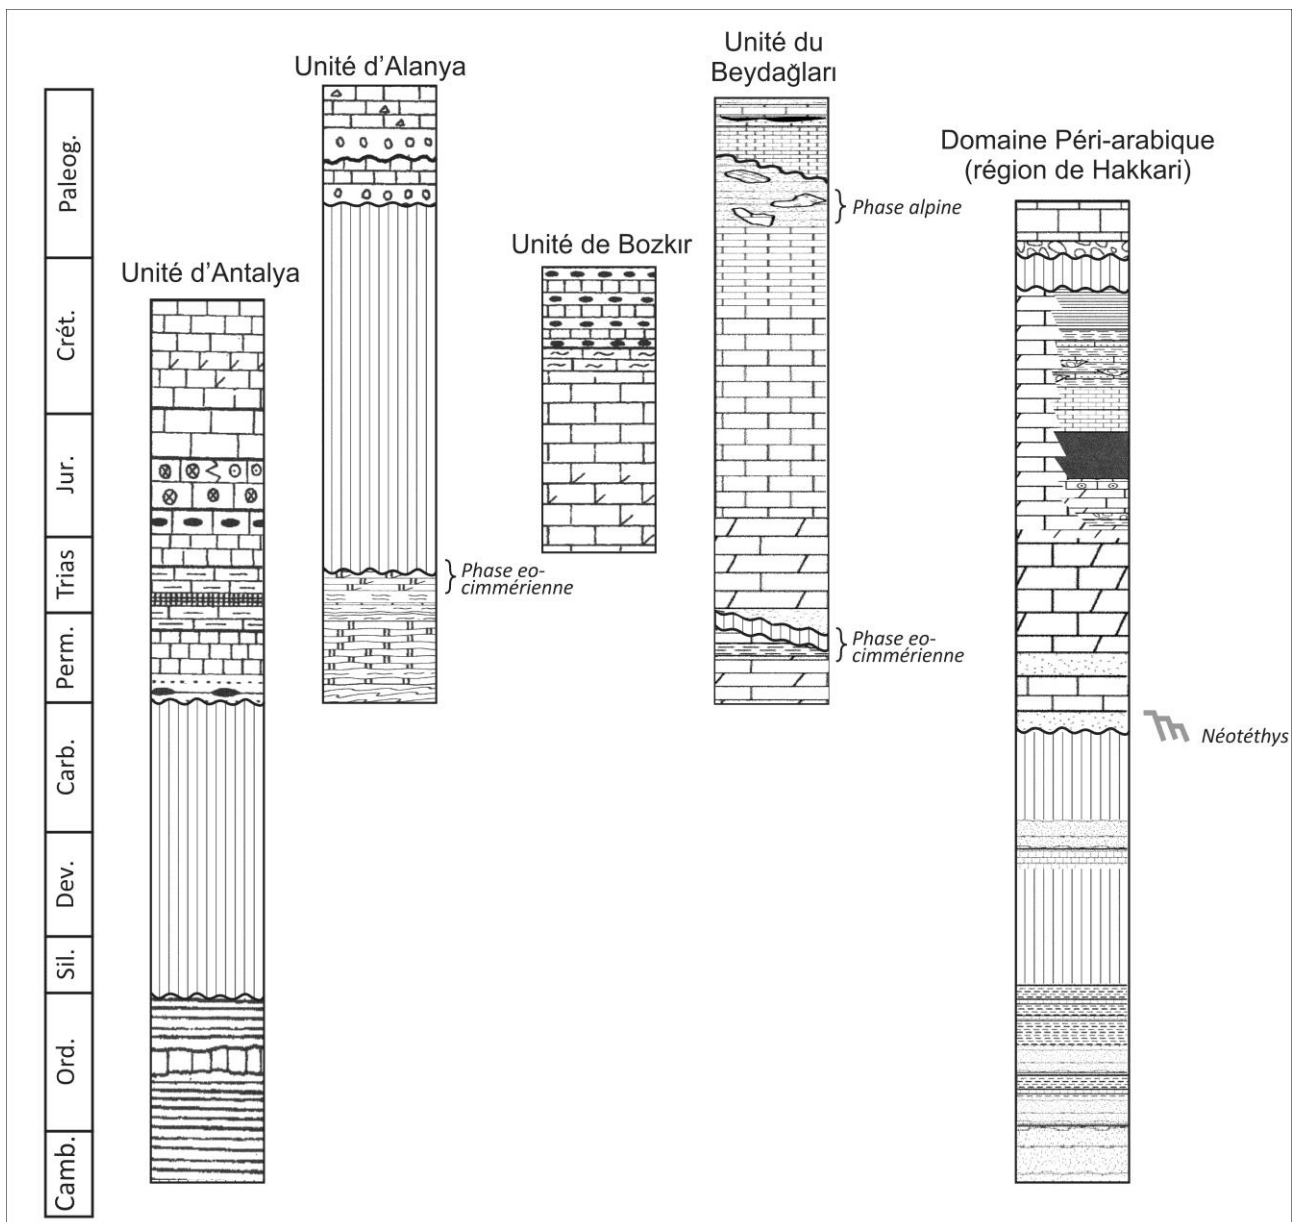 Unité d'Antalya
Unité d'Alanya
Unité de Bozkır
Unité du
Beydağları
Domaine Péri-arabique
(région de Hakkari)
Paleog.
Crét.
Jur.
Trias
Perm.
Carb.
Dev.
Sil.
Ord.
Camb.
Phase eo-
cimmérienne
Phase alpine
Phase eo-
cimmérienne
Néotéthys